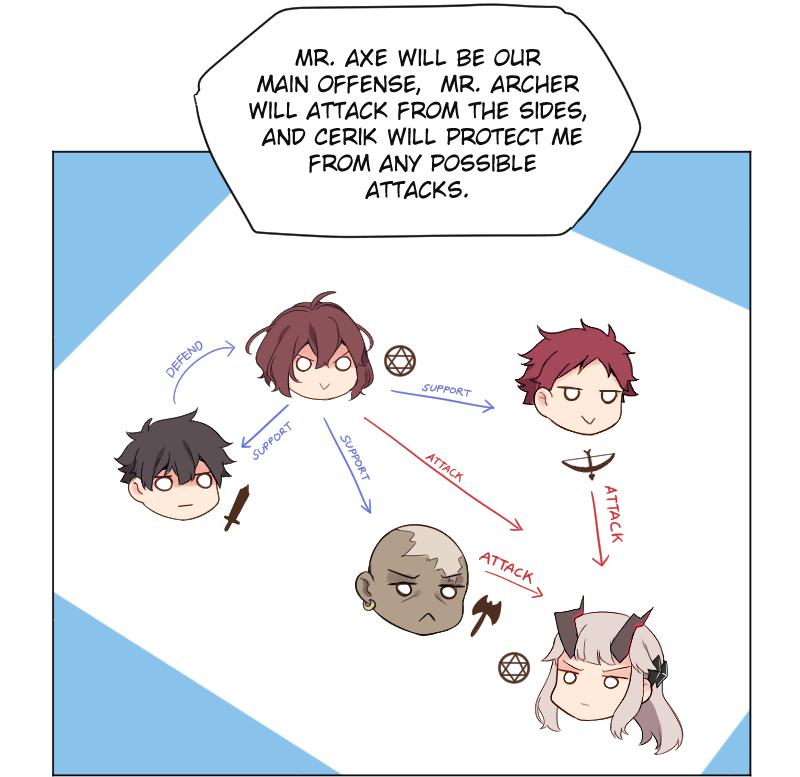 MR. AXE WILL BE OUR
MAIN OFFENSE, MR. ARCHER
WILL ATTACK FROM THE SIDES,
AND CERIK WILL PROTECT ME
FROM ANY POSSIBLE
ATTACKS.
DEFEND
SUPPORT
SUPPORT
SUPPORT
ATTACK
ATTACK
ATTACK